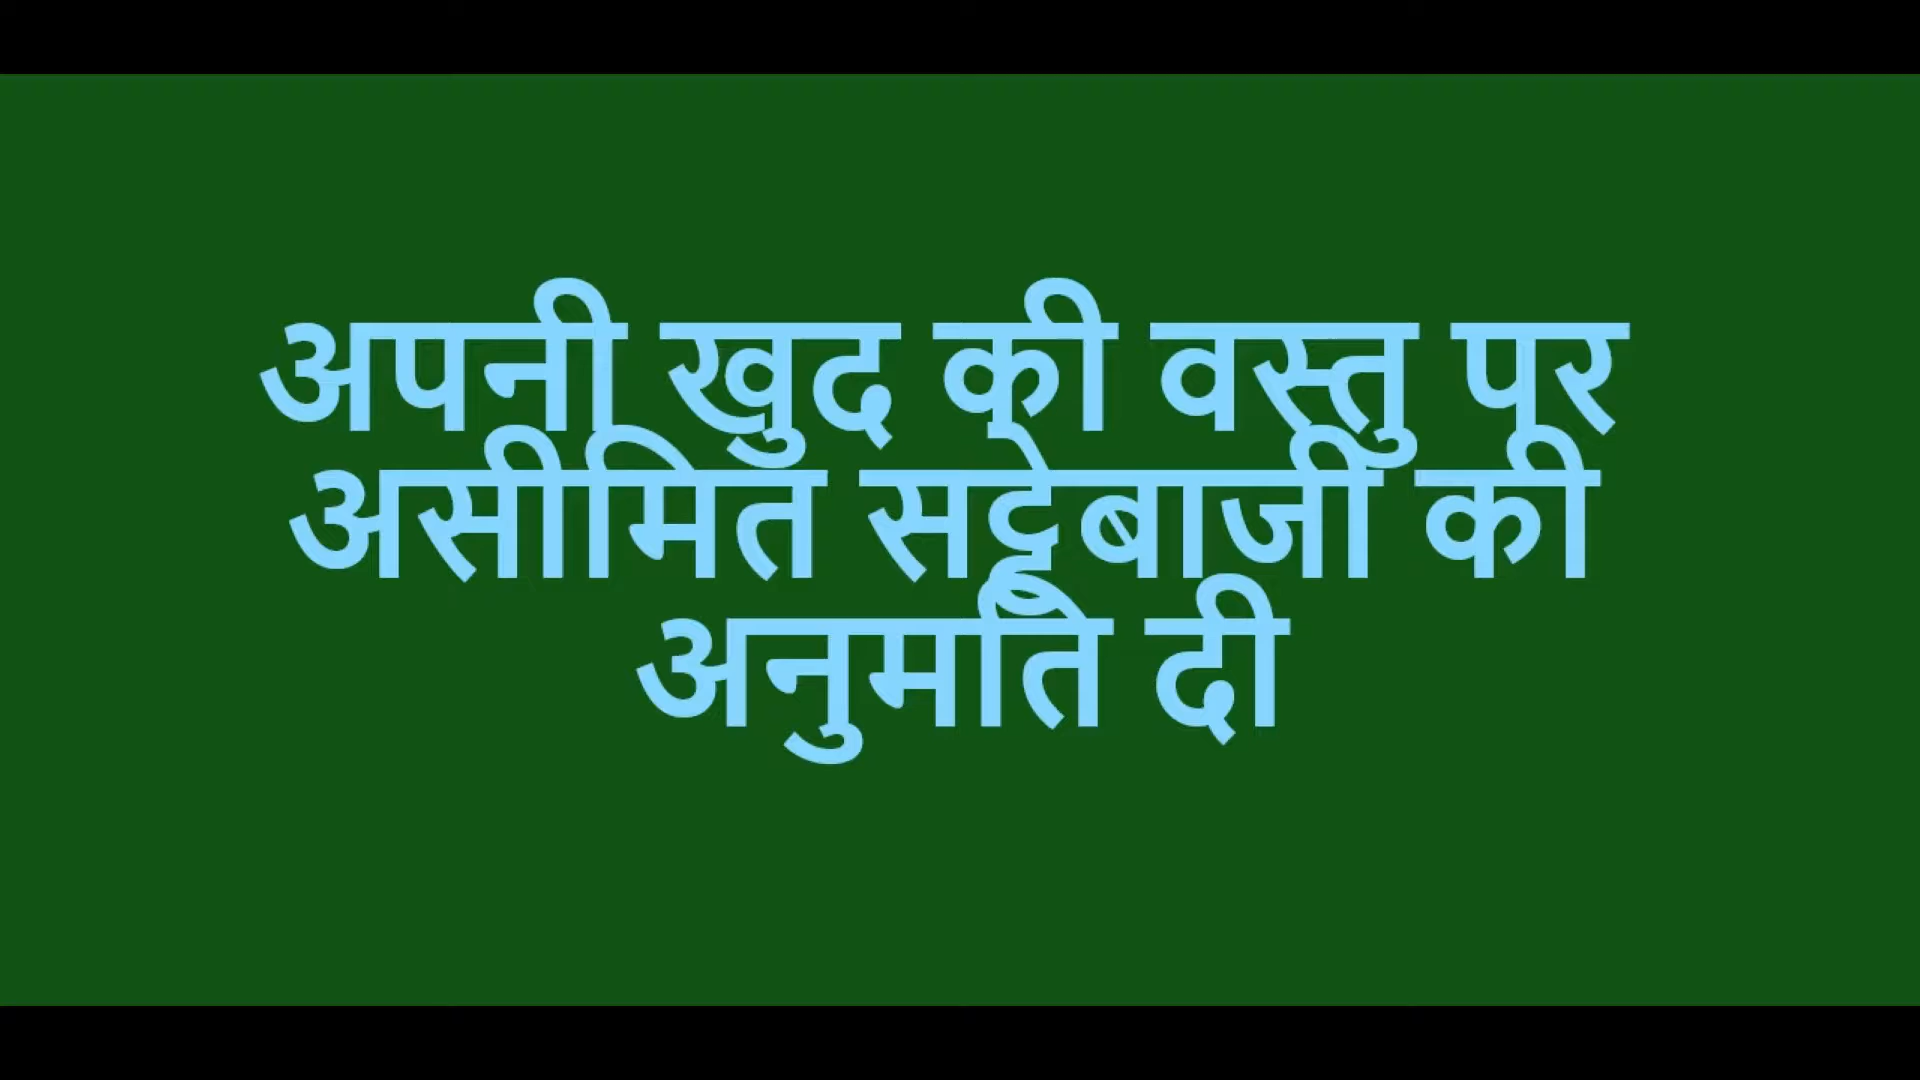 अपनी खुद की वस्तु पर
असीमित सट्टेबाजी की
अनुमति दी